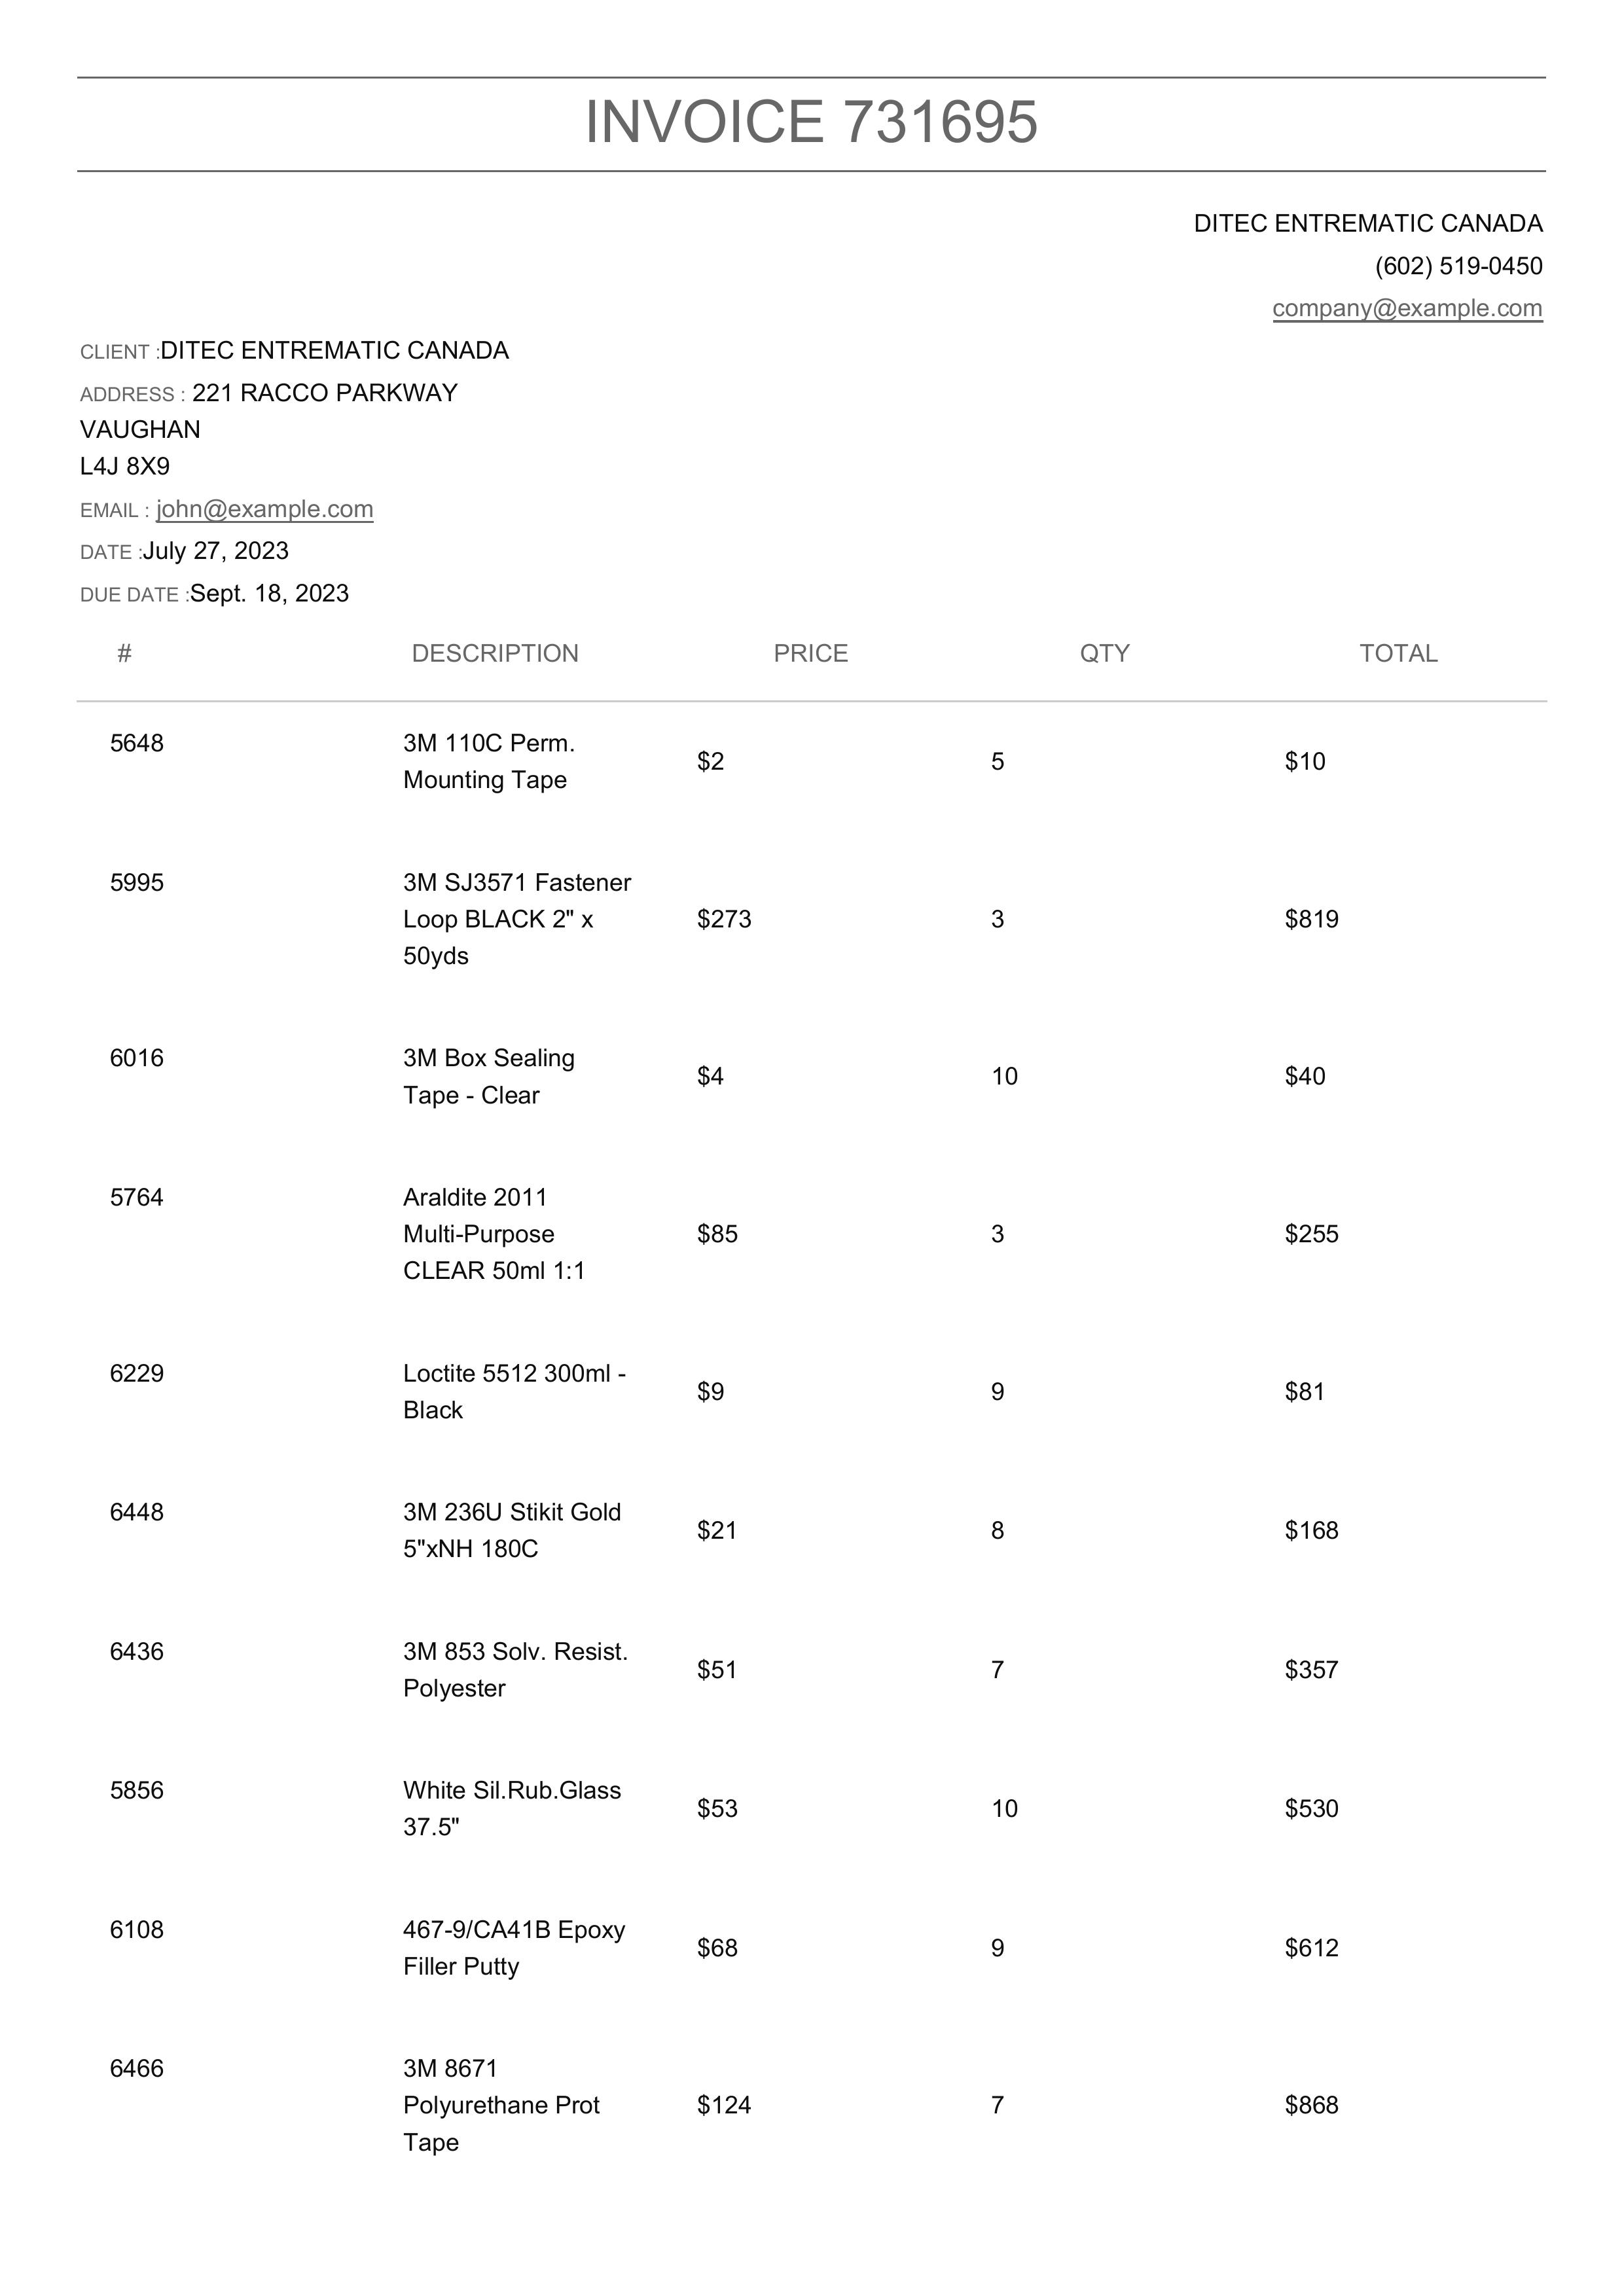 INVOICE 731695
DITEC ENTREMATIC CANADA
(602) 519-0450
company@example.com
CLIENT :DITEC ENTREMATIC CANADA
ADDRESS : 221 RACCO PARKWAY
VAUGHAN
L4J 8X9
EMAIL : john@example.com
DATE :July 27, 2023
DUE DATE :Sept. 18, 2023
# DESCRIPTION PRICE QTY TOTAL
5648 3M 110C Perm.
Mounting Tape $2 5 $10
5995 3M SJ3571 Fastener
Loop BLACK 2" x $273 3 $819
50yds
6016 3M Box Sealing
Tape - Clear $4 10 $40
5764 Araldite 2011
Multi-Purpose $85 3 $255
CLEAR 50ml 1:1
6229 Loctite 5512 300ml -
Black $9 9 $81
6448 3M 236U Stikit Gold
5"xNH 180C $21 8 $168
6436 3M 853 Solv. Resist.
Polyester $51 7 $357
5856 White Sil.Rub.Glass
37.5" $53 10 $530
6108 467-9/CA41B Epoxy
Filler Putty $68 9 $612
6466 3M 8671
Polyurethane Prot $124 7 $868
Tape